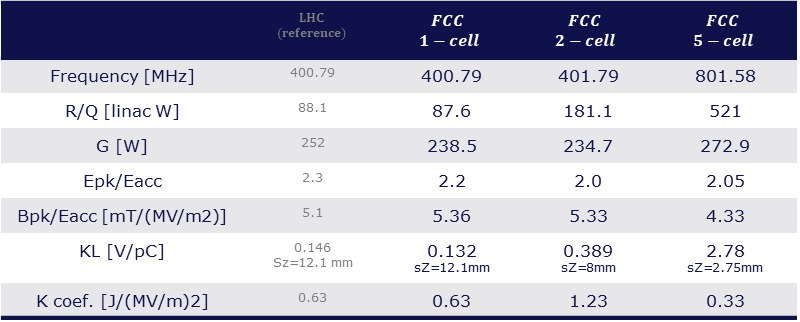 LHC
(reference)
FCC
1 – cell
FCC
2 – cell
FCC
5 – cell
Frequency [MHz] 400.79 400.79 401.79 801.58
R/Q [linac W] 88.1 87.6 181.1 521
G [W] 252 238.5 234.7 272.9
Epk/Eacc 2.3 2.2 2.0 2.05
Bpk/Eacc [mT/(MV/m2)] 5.1 5.36 5.33 4.33
KL [V/pC] 0.146 0.132 0.389 2.78
Sz=12.1 mm sZ=12.1mm sZ=8mm sZ=2.75mm
K coef. [J/(MV/m)2] 0.63 0.63 1.23 0.33